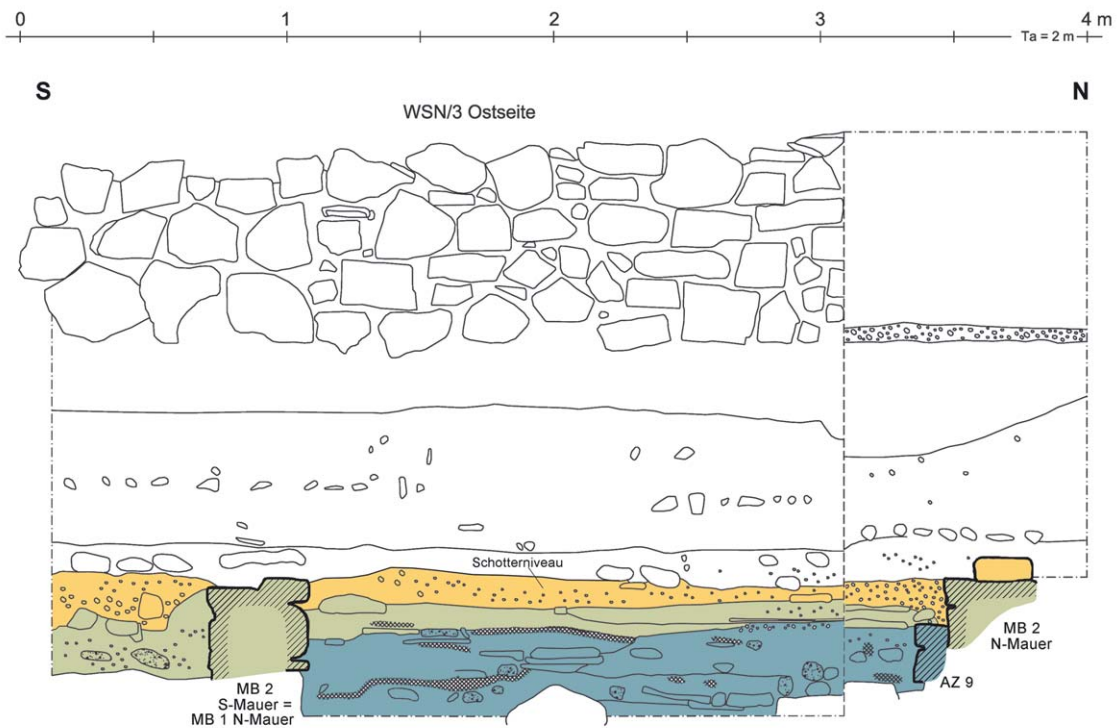 0 1 2 3 4 m
Ta = 2 m
S N
WSN/3 Ostseite
Schotterniveau
MB 2
N-Mauer
AZ 9
MB 2
S-Mauer =
MB 1 N-Mauer